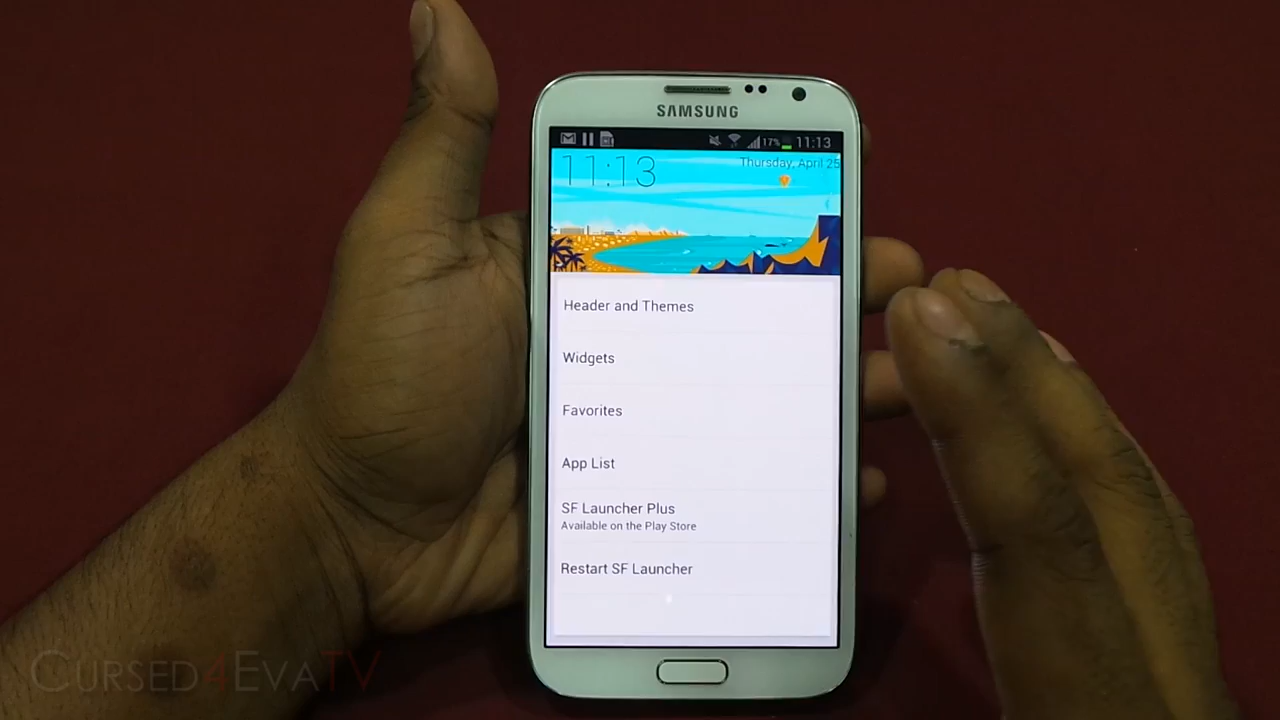 SAMSUNG
17% 11:13
11:13
Thursday, April 25
Header and Themes
Widgets
Favorites
App List
SF Launcher Plus
Available on the Play Store
Restart SF Launcher
CURSED4EVATV